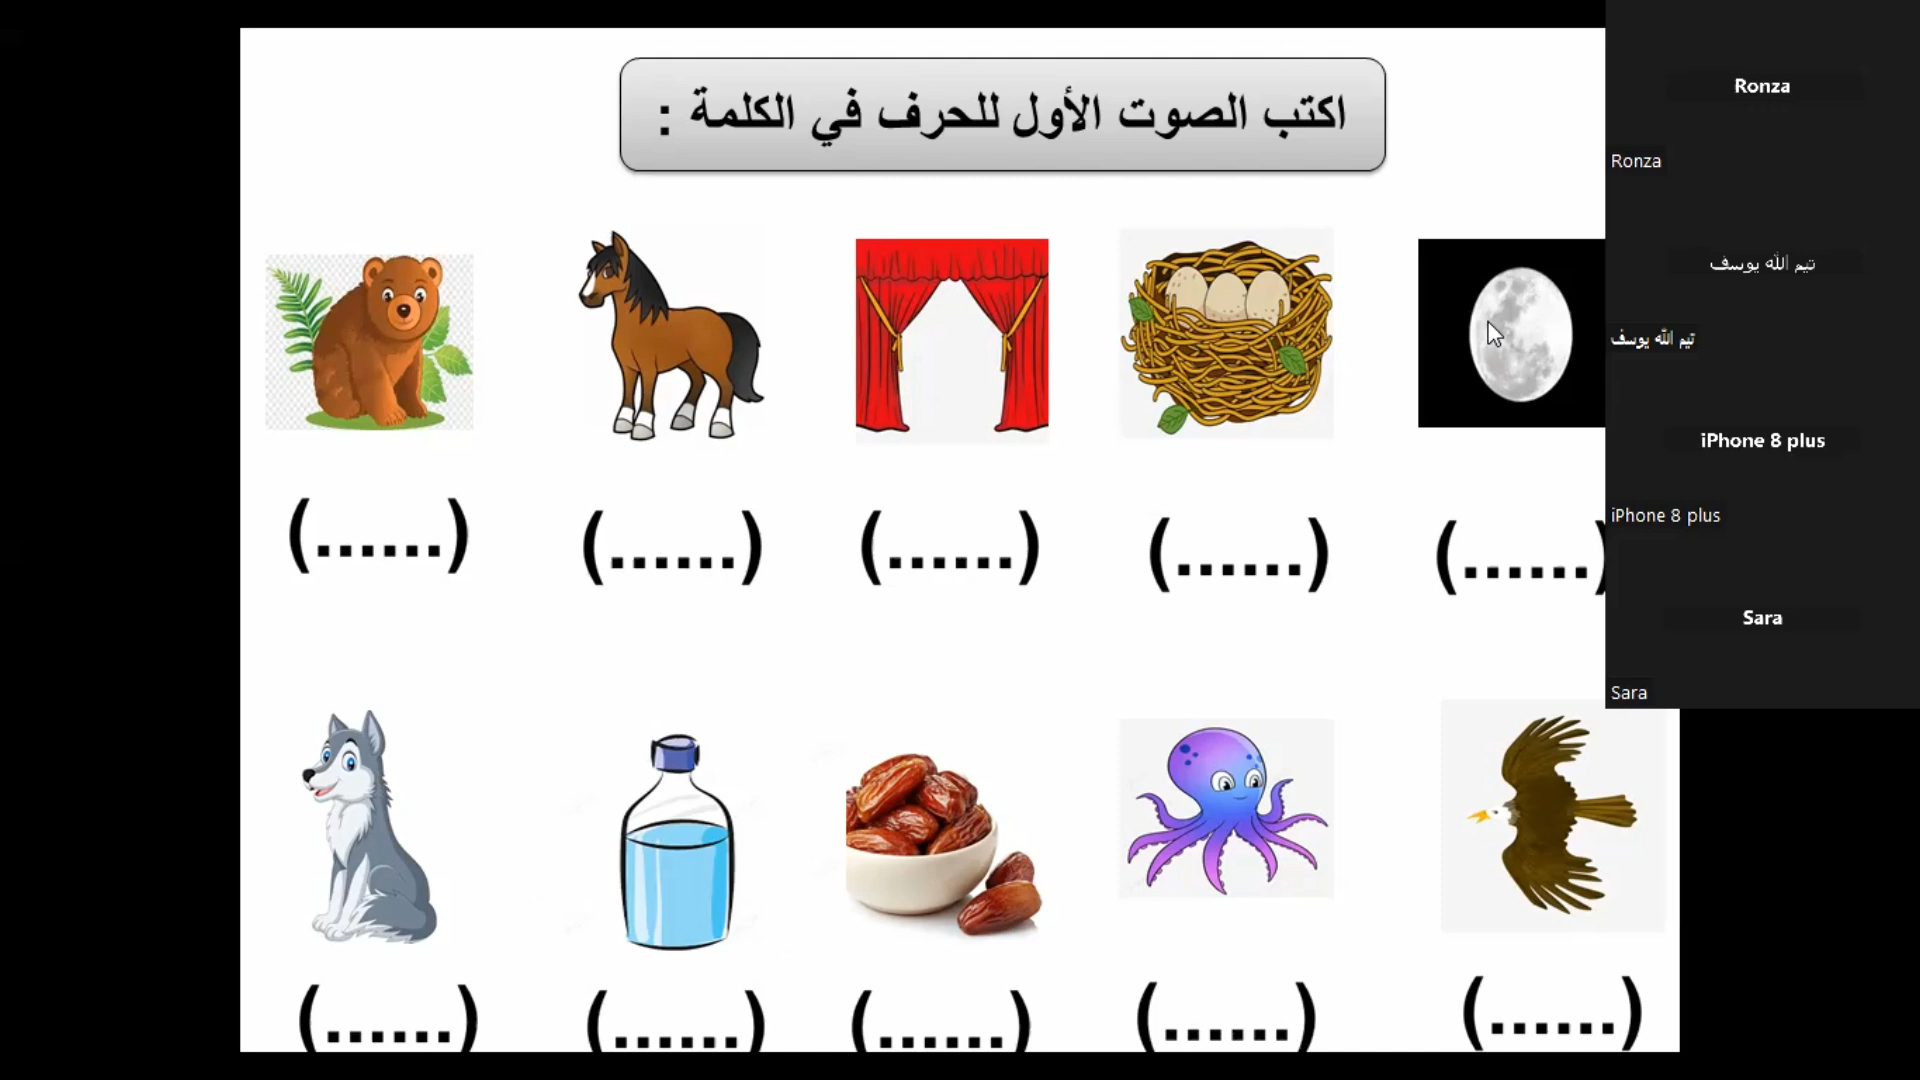 اكتب الصوت الأول للحرف في الكلمة :
(......) (......) (......) (......) (......)
(......) (......) (......) (......) (......)
Ronza
Ronza
تيم الله يوسف
تيم الله يوسف
iPhone 8 plus
iPhone 8 plus
Sara
Sara